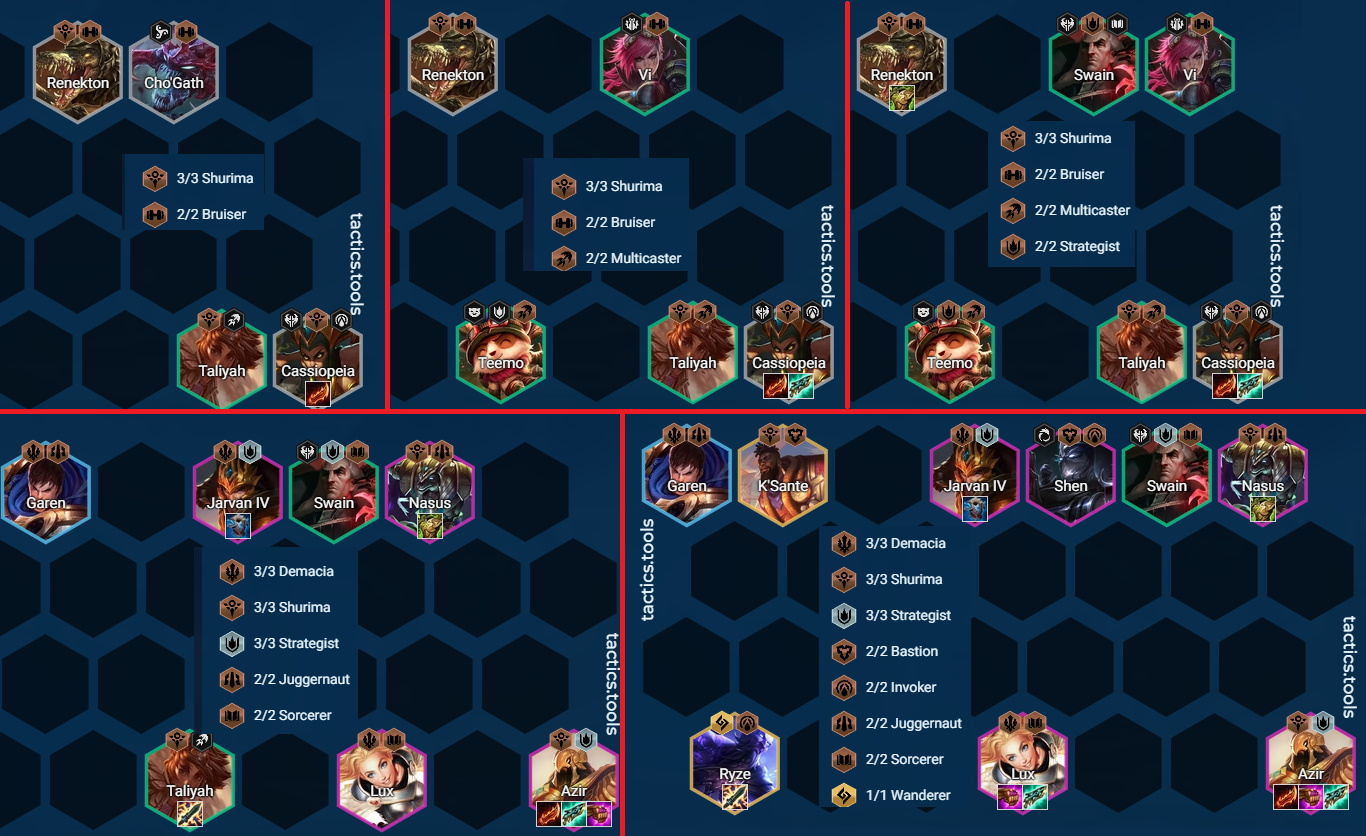 Renekton
Cho'Gath
3/3 Shurima
2/2 Bruiser
tactics.tools
Taliyah
Cassiopeia
Renekton
Vi
3/3 Shurima
2/2 Bruiser
2/2 Multicaster
tactics.tools
Teemo
Taliyah
Cassiopeia
Renekton
Swain
Vi
3/3 Shurima
2/2 Bruiser
2/2 Multicaster
2/2 Strategist
tactics.tools
Teemo
Taliyah
Cassiopeia
Garen
Jarvan IV
Swain
Nasus
3/3 Demacia
3/3 Shurima
3/3 Strategist
2/2 Juggernaut
2/2 Sorcerer
tactics.tools
Taliyah
Lux
Azir
Garen
K'Sante
Jarvan IV
Shen
Swain
Nasus
tactics.tools
3/3 Demacia
3/3 Shurima
3/3 Strategist
2/2 Bastion
2/2 Invoker
2/2 Juggernaut
2/2 Sorcerer
1/1 Wanderer
tactics.tools
Ryze
Lux
Azir